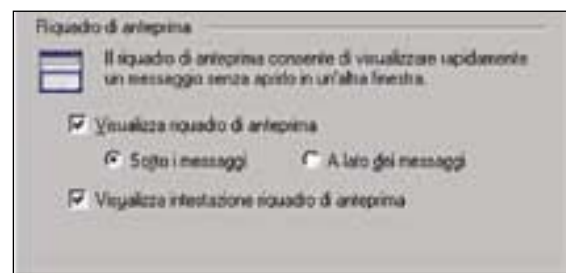 Riquadro di anteprima
Il riquadro di anteprima consente di visualizzare rapidamente
un messaggio senza aprirlo in un'altra finestra.
Visualizza riquadro di anteprima
Sotto i messaggi A lato dei messaggi
Visualizza intestazione riquadro di anteprima